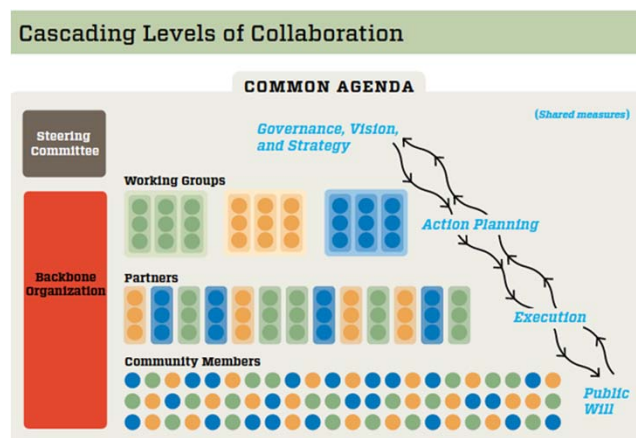 Cascading Levels of Collaboration
COMMON AGENDA
Steering
Committee
Governance, Vision,
and Strategy
(Shared measures)
Working Groups
Action Planning
Backbone
Organization
Partners
Execution
Community Members
Public
Will